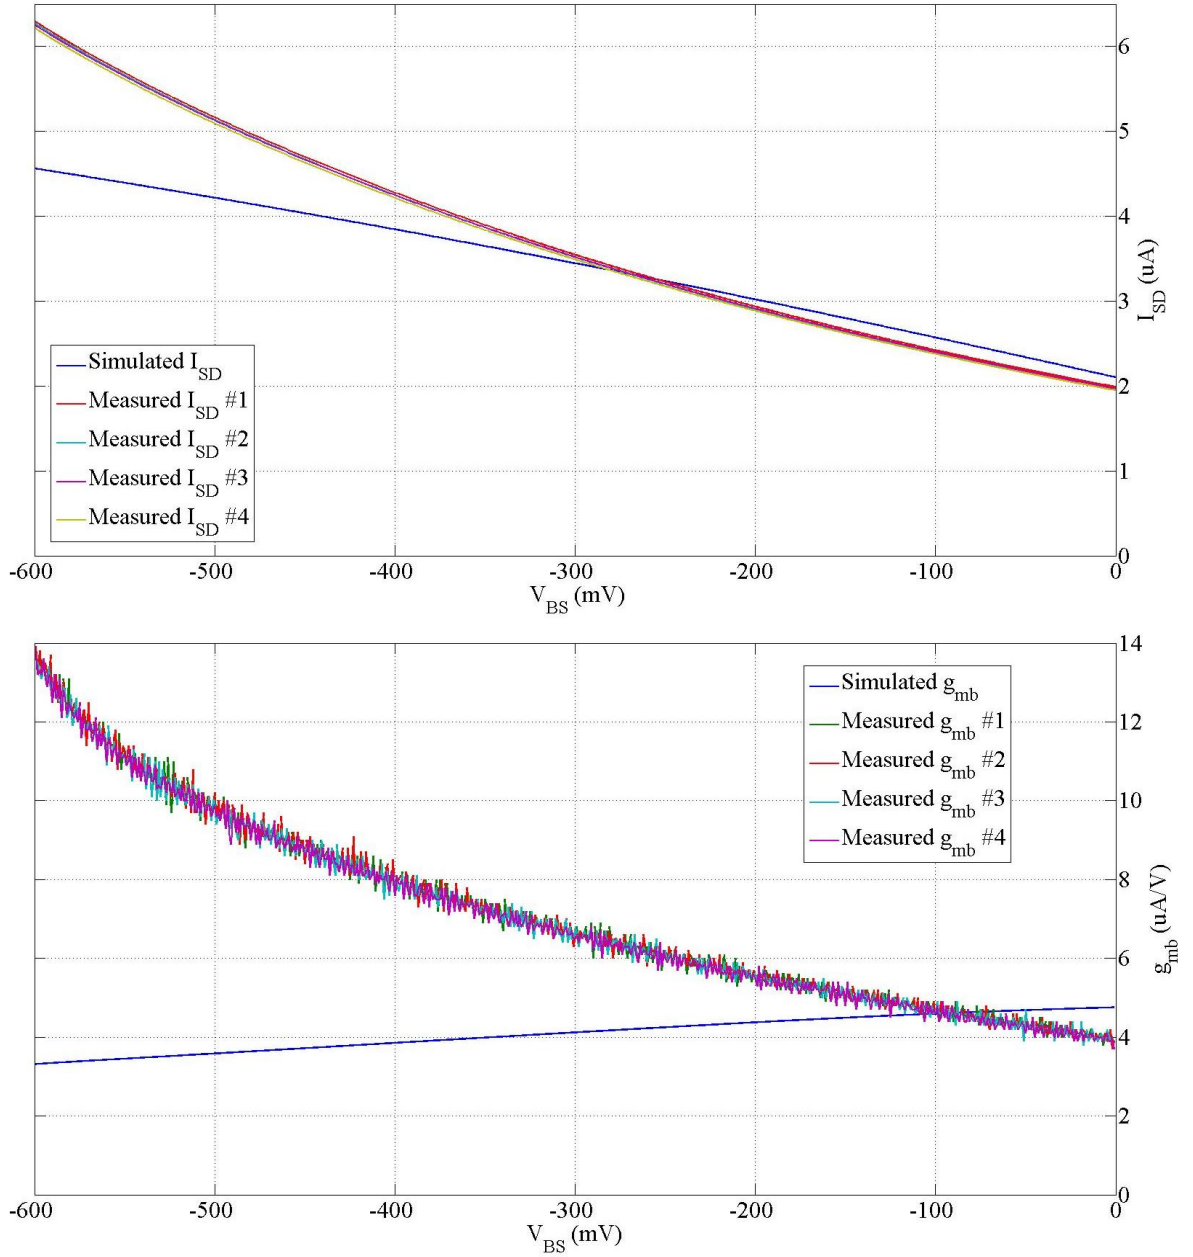 6
5
4
3
2
1
0
I_SD (uA)
Simulated I_SD
Measured I_SD #1
Measured I_SD #2
Measured I_SD #3
Measured I_SD #4
-600 -500 -400 -300 -200 -100 0
V_BS (mV)
14
12
10
8
6
4
2
0
g_mb (uA/V)
Simulated g_mb
Measured g_mb #1
Measured g_mb #2
Measured g_mb #3
Measured g_mb #4
-600 -500 -400 -300 -200 -100 0
V_BS (mV)